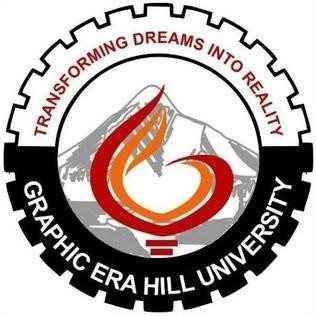 TRANSFORMING DREAMS INTO REALITY
GRAPHIC ERA HILL UNIVERSITY